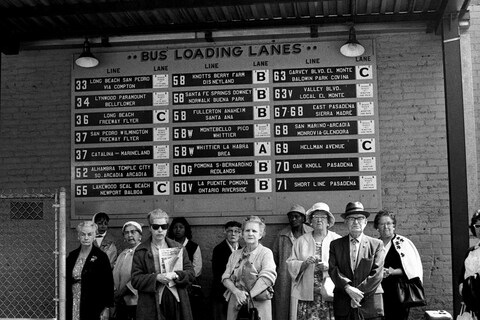 BUS LOADING LANES
LINE LANE LINE LANE LINE LANE
33 LONG BEACH SAN PEDRO
VIA COMPTON
34 LYNWOOD PARAMOUNT
BELLFLOWER
36 LONG BEACH
FREEWAY FLYER C
37 SAN PEDRO WILMINGTON
FREEWAY FLYER
37 CATALINA - MARINELAND
52 ALHAMBRA TEMPLE CITY
SO. ARCADIA ARCADIA
55 LAKEWOOD SEAL BEACH
NEWPORT BALBOA C
58 KNOTTS BERRY FARM
DISNEYLAND B
58 SANTA FE SPRINGS DOWNEY
NORWALK BUENA PARK B
58 FULLERTON ANAHEIM
SANTA ANA B
58W MONTEBELLO PICO
WHITTIER
58W WHITTIER LA HABRA
BREA A
60G POMONA S-BERNARDINO
REDLANDS B
60V LA PUENTE POMONA
ONTARIO RIVERSIDE B
63 GARVEY BLVD. EL MONTE
BALDWIN PARK COVINA C
63V VALLEY BLVD.
LOCAL EL MONTE
67 68 EAST PASADENA
SIERRA MADRE
68 SAN MARINO-ARCADIA
MONROVIA-GLENDORA
69 HELLMAN AVENUE C
70 OAK KNOLL PASADENA
71 SHORT LINE PASADENA